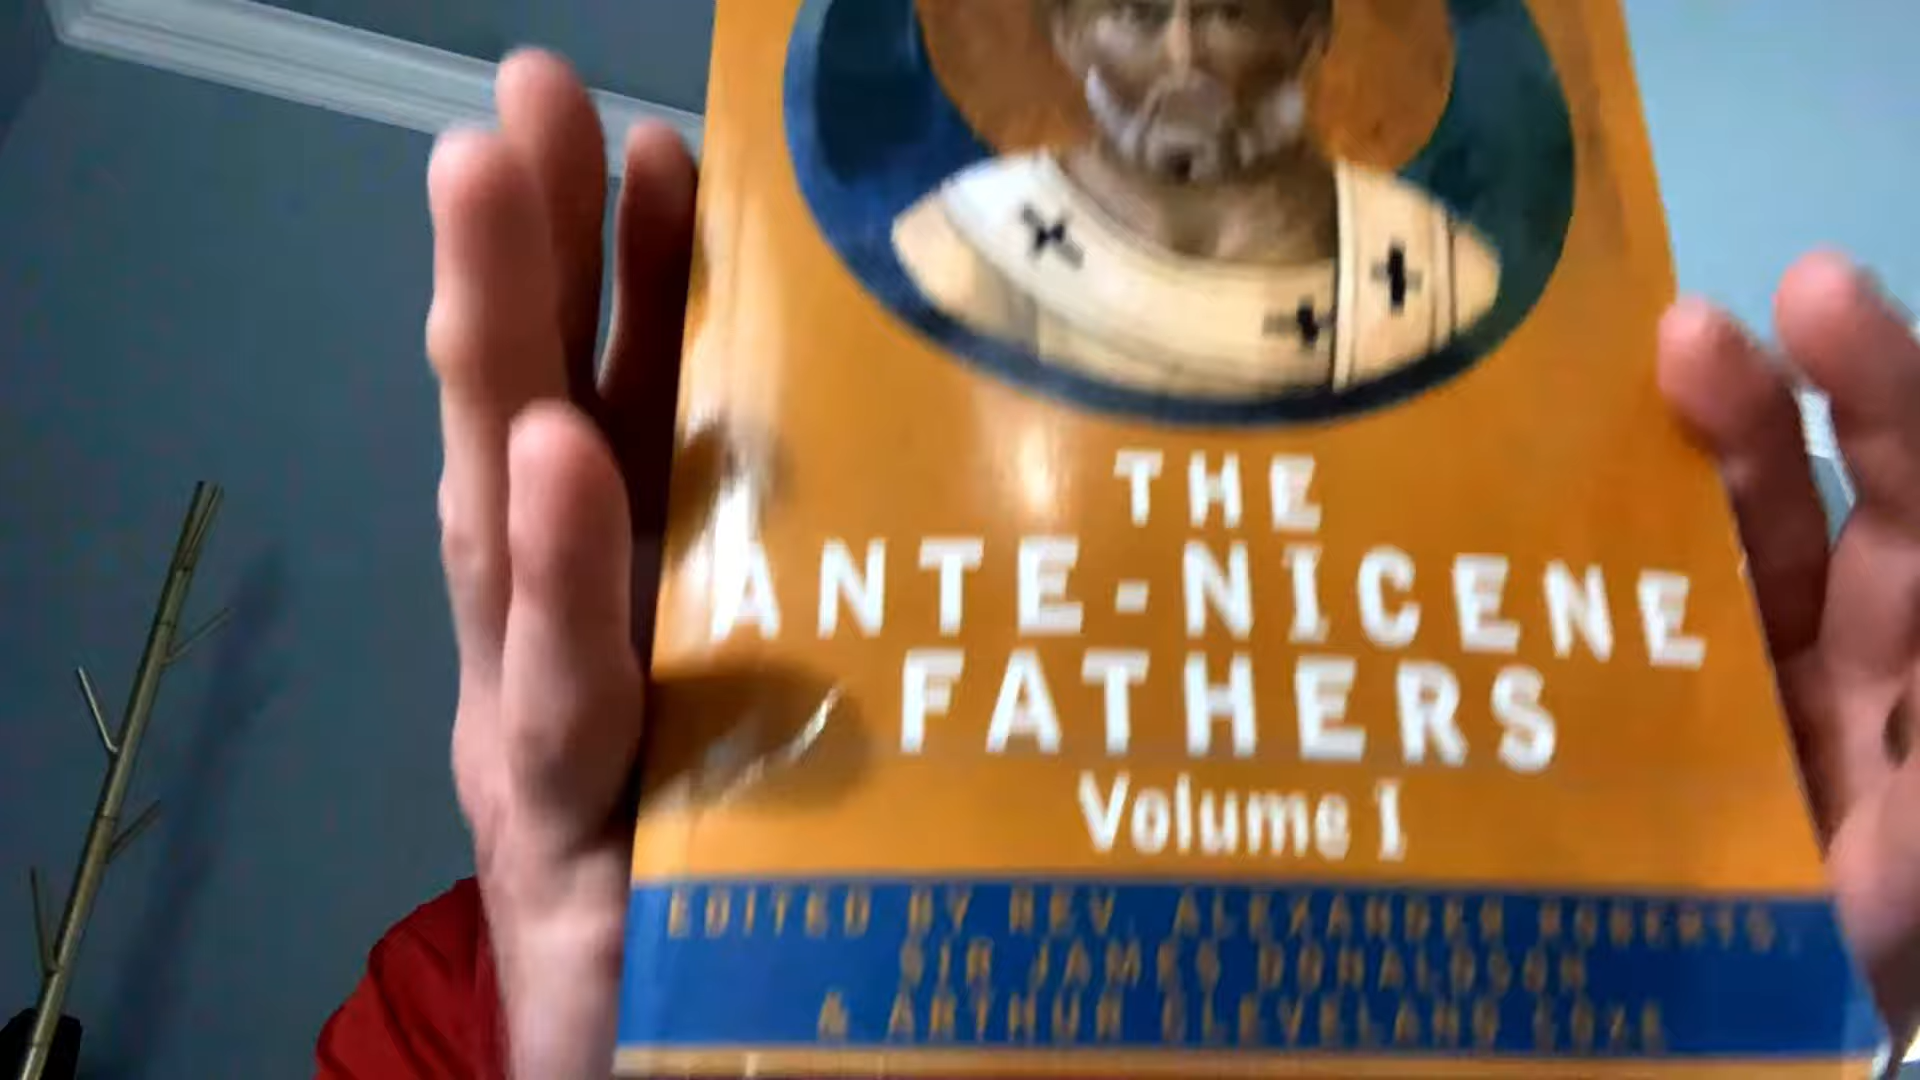 THE
ANTE-NICENE
FATHERS
Volume I
EDITED BY REV. ALEXANDER ROBERTS,
SIR JAMES DONALDSON
& ARTHUR CLEVELAND COXE